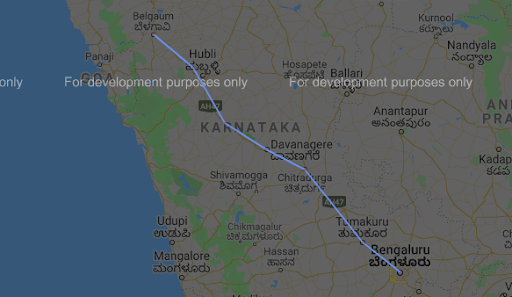 Belgaum
ಬೆಳಗಾವಿ
Kurnool
కర్నూలు
Panaji
Hubli
ಹುಬ್ಬಳ್ಳಿ
Hosapete
ಹೊಸಪೇಟೆ
Nandyala
నంద్యాల
GOA
Ballari
ಬಳ್ಳಾರಿ
only
For development purposes only
For development purposes only
AH47
KARNATAKA
Anantapur
అనంతపురం
AN
PRA
Davanagere
ದಾವಣಗೆರೆ
Kadapa
కడప
Shivamogga
ಶಿವಮೊಗ್ಗ
Chitradurga
ಚಿತ್ರದುರ್ಗ
AH47
Udupi
ಉಡುಪಿ
Chikmagalur
ಚಿಕ್ಕಮಗಳೂರು
Tumakuru
ತುಮಕೂರ
Mangalore
ಮಂಗಳೂರು
Hassan
ಹಾಸನ
Bengaluru
ಬೆಂಗಳೂರು